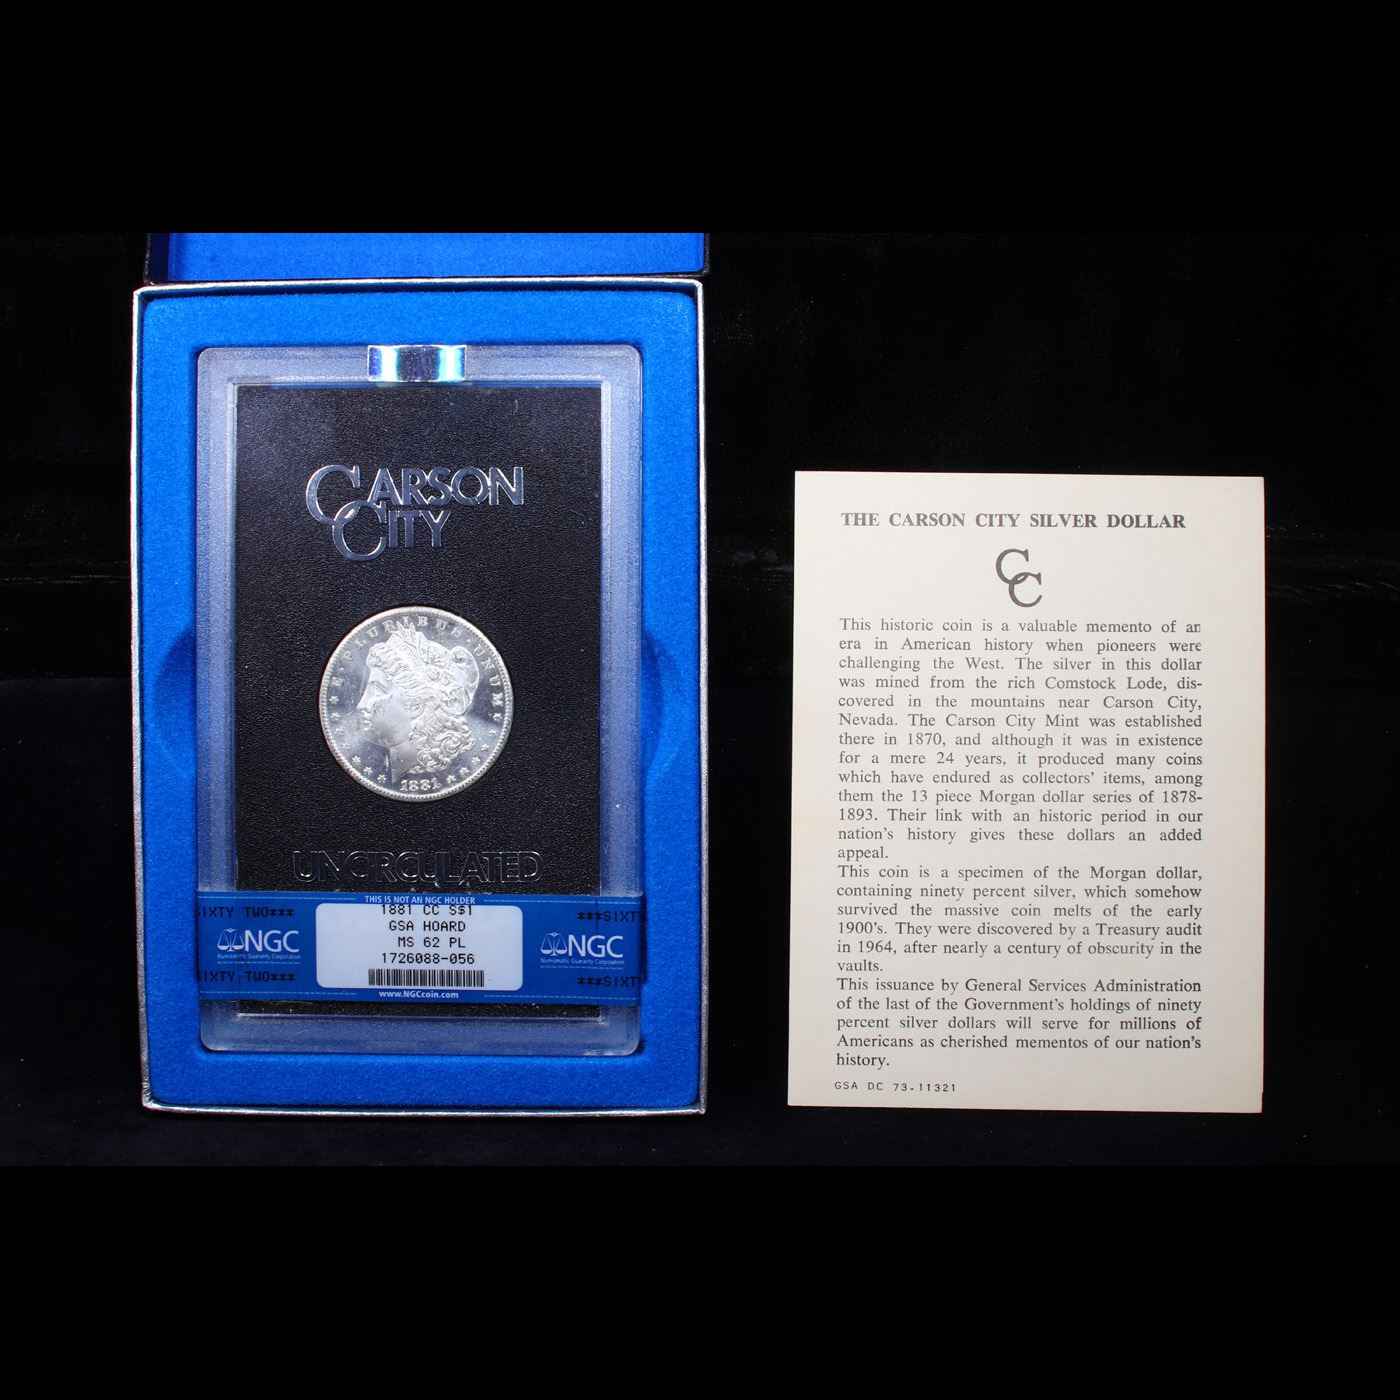 CARSON
CITY
E·PLURIBUS·UNUM
1881
UNCIRCULATED
THIS IS NOT AN NGC HOLDER
SIXTY TWO*** 1881 CC S$1 ***SIXT
GSA HOARD
NGC MS 62 PL NGC
Numismatic Guaranty Corporation 1726088-056 Numismatic Guaranty Corporation
SIXTY TWO*** ***SIXT
www.NGCcoin.com
THE CARSON CITY SILVER DOLLAR
CC
This historic coin is a valuable memento of an
era in American history when pioneers were
challenging the West. The silver in this dollar
was mined from the rich Comstock Lode, dis-
covered in the mountains near Carson City,
Nevada. The Carson City Mint was established
there in 1870, and although it was in existence
for a mere 24 years, it produced many coins
which have endured as collectors' items, among
them the 13 piece Morgan dollar series of 1878-
1893. Their link with an historic period in our
nation's history gives these dollars an added
appeal.
This coin is a specimen of the Morgan dollar,
containing ninety percent silver, which somehow
survived the massive coin melts of the early
1900's. They were discovered by a Treasury audit
in 1964, after nearly a century of obscurity in the
vaults.
This issuance by General Services Administration
of the last of the Government's holdings of ninety
percent silver dollars will serve for millions of
Americans as cherished mementos of our nation's
history.
GSA DC 73-11321